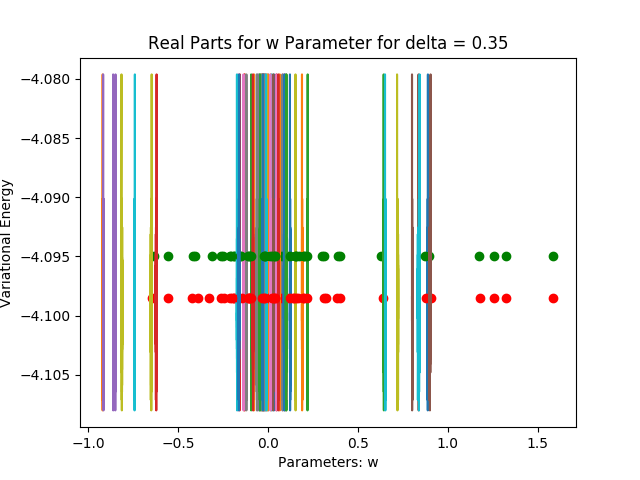 Real Parts for w Parameter for delta = 0.35
−4.080
−4.085
−4.090
−4.095
−4.100
−4.105
Variational Energy
−1.0 −0.5 0.0 0.5 1.0 1.5
Parameters: w